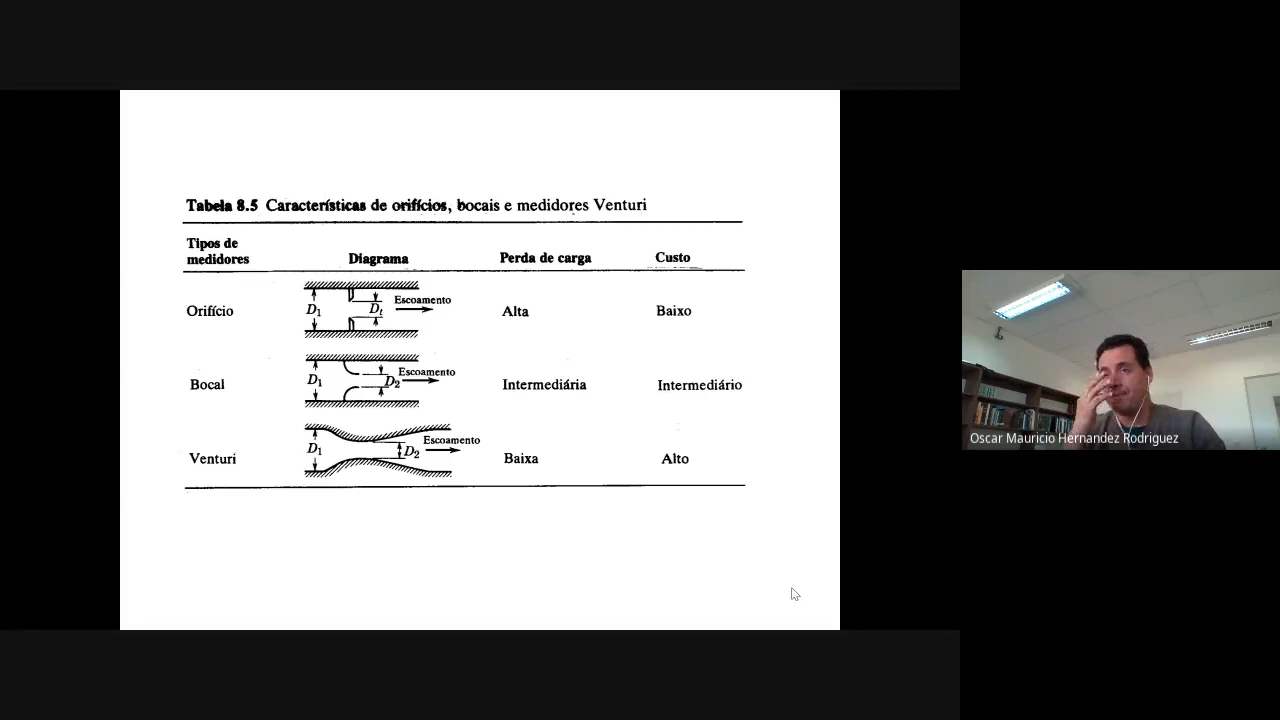 Tabela 8.5 Características de orifícios, bocais e medidores Venturi
Tipos de
medidores Diagrama Perda de carga Custo
Orifício D₁ Dₜ Escoamento Alta Baixo
Bocal D₁ D₂ Escoamento Intermediária Intermediário
Venturi D₁ D₂ Escoamento Baixa Alto
Oscar Mauricio Hernandez Rodriguez